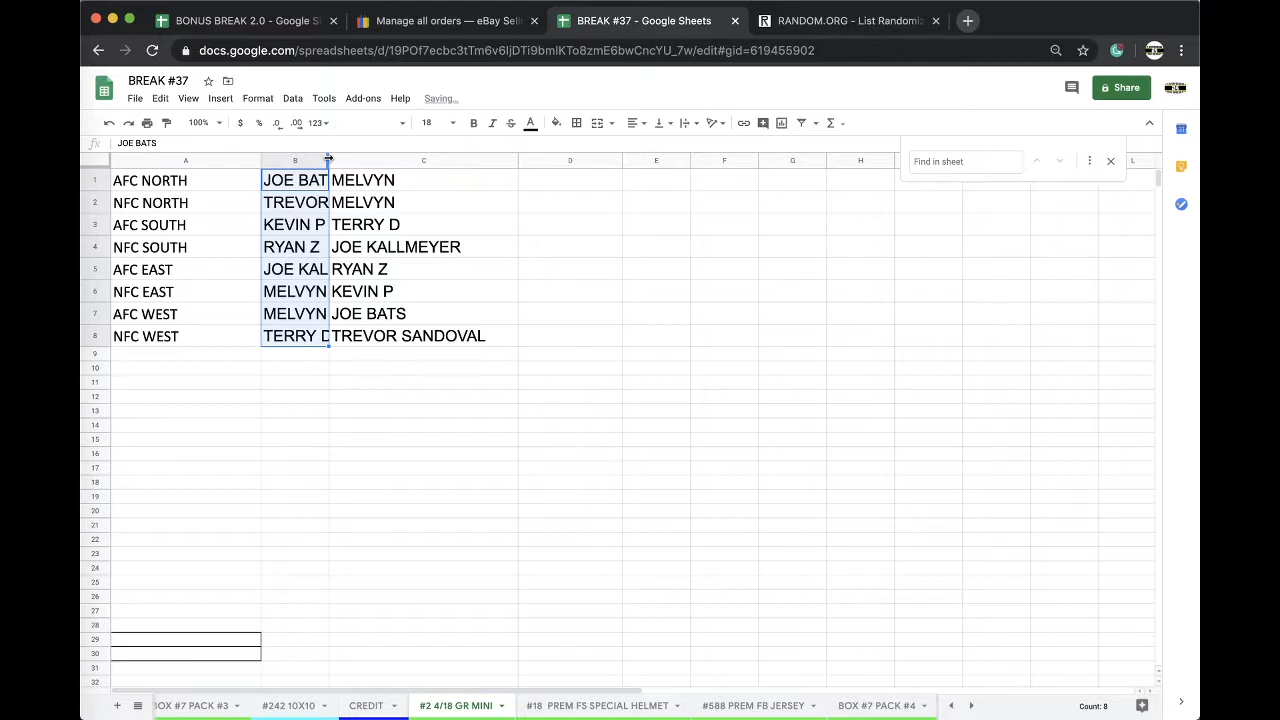 BONUS BREAK 2.0 - Google S
Manage all orders — eBay Sell
BREAK #37 - Google Sheets
RANDOM.ORG - List Randomiz
docs.google.com/spreadsheets/d/19POf7ecbc3tTm6v6IjDTi9bmlKTo8zmE6bwCncYU_7w/edit#gid=619455902
BREAK #37
File Edit View Insert Format Data Tools Add-ons Help Saving...
Share
100% $ % .0 .00 123 18
JOE BATS
Find in sheet
A B C D E F G H L
1 AFC NORTH JOE BAT MELVYN
2 NFC NORTH TREVOR MELVYN
3 AFC SOUTH KEVIN P TERRY D
4 NFC SOUTH RYAN Z JOE KALLMEYER
5 AFC EAST JOE KAL RYAN Z
6 NFC EAST MELVYN KEVIN P
7 AFC WEST MELVYN JOE BATS
8 NFC WEST TERRY D TREVOR SANDOVAL
9
10
11
12
13
14
15
16
17
18
19
20
21
22
23
24
25
26
27
28
29
30
31
32
BOX #7 PACK #3 #242 10X10 CREDIT #2 4/18 GR MINI #18 PREM FS SPECIAL HELMET #588 PREM FB JERSEY BOX #7 PACK #4 Count: 8